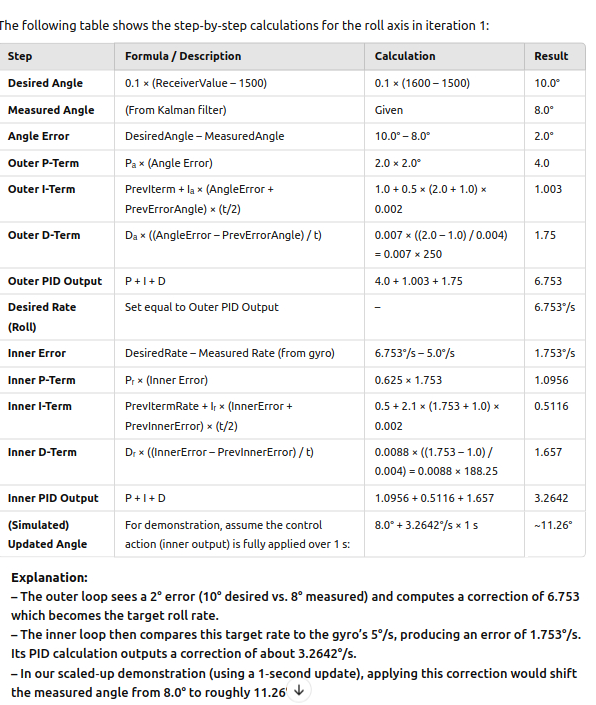 The following table shows the step-by-step calculations for the roll axis in iteration 1:
Step Formula / Description Calculation Result
Desired Angle 0.1 × (ReceiverValue – 1500) 0.1 × (1600 – 1500) 10.0°
Measured Angle (From Kalman filter) Given 8.0°
Angle Error DesiredAngle – MeasuredAngle 10.0° – 8.0° 2.0°
Outer P-Term Pₐ × (Angle Error) 2.0 × 2.0° 4.0
Outer I-Term PrevIterm + Iₐ × (AngleError + 1.0 + 0.5 × (2.0 + 1.0) × 1.003
PrevErrorAngle) × (t/2) 0.002
Outer D-Term Dₐ × ((AngleError – PrevErrorAngle) / t) 0.007 × ((2.0 – 1.0) / 0.004) 1.75
= 0.007 × 250
Outer PID Output P + I + D 4.0 + 1.003 + 1.75 6.753
Desired Rate Set equal to Outer PID Output – 6.753°/s
(Roll)
Inner Error DesiredRate – Measured Rate (from gyro) 6.753°/s – 5.0°/s 1.753°/s
Inner P-Term Pᵣ × (Inner Error) 0.625 × 1.753 1.0956
Inner I-Term PrevItermRate + Iᵣ × (InnerError + 0.5 + 2.1 × (1.753 + 1.0) × 0.5116
PrevInnerError) × (t/2) 0.002
Inner D-Term Dᵣ × ((InnerError – PrevInnerError) / t) 0.0088 × ((1.753 – 1.0) / 1.657
0.004) = 0.0088 × 188.25
Inner PID Output P + I + D 1.0956 + 0.5116 + 1.657 3.2642
(Simulated) For demonstration, assume the control 8.0° + 3.2642°/s × 1 s ~11.26°
Updated Angle action (inner output) is fully applied over 1 s:
Explanation:
– The outer loop sees a 2° error (10° desired vs. 8° measured) and computes a correction of 6.753
which becomes the target roll rate.
– The inner loop then compares this target rate to the gyro's 5°/s, producing an error of 1.753°/s.
Its PID calculation outputs a correction of about 3.2642°/s.
– In our scaled-up demonstration (using a 1-second update), applying this correction would shift
the measured angle from 8.0° to roughly 11.26°